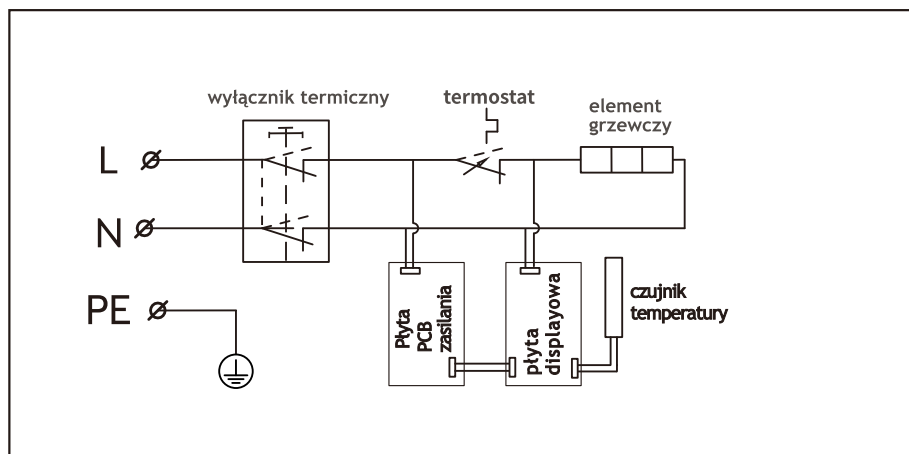 wyłącznik termiczny
termostat
element
grzewczy
L
N
PE
Płyta
PCB
zasilania
płyta
displayowa
czujnik
temperatury